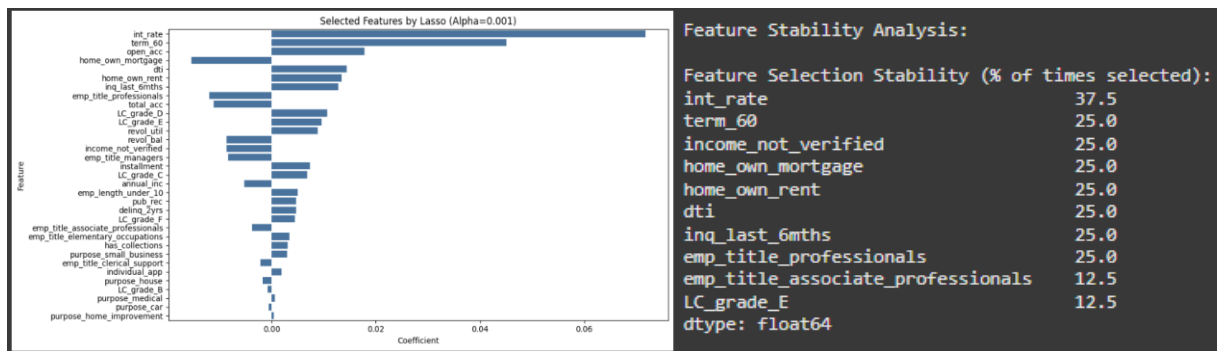 Selected Features by Lasso (Alpha=0.001)
int_rate
term_60
open_acc
home_own_mortgage
dti
home_own_rent
inq_last_6mths
emp_title_professionals
total_acc
LC_grade_D
LC_grade_E
revol_util
revol_bal
income_not_verified
emp_title_managers
installment
LC_grade_C
annual_inc
emp_length_under_10
pub_rec
delinq_2yrs
LC_grade_F
emp_title_associate_professionals
emp_title_elementary_occupations
has_collections
purpose_small_business
emp_title_clerical_support
individual_app
purpose_house
LC_grade_B
purpose_medical
purpose_car
purpose_home_improvement
Feature
0.00 0.02 0.04 0.06
Coefficient
Feature Stability Analysis:
Feature Selection Stability (% of times selected):
int_rate 37.5
term_60 25.0
income_not_verified 25.0
home_own_mortgage 25.0
home_own_rent 25.0
dti 25.0
inq_last_6mths 25.0
emp_title_professionals 25.0
emp_title_associate_professionals 12.5
LC_grade_E 12.5
dtype: float64